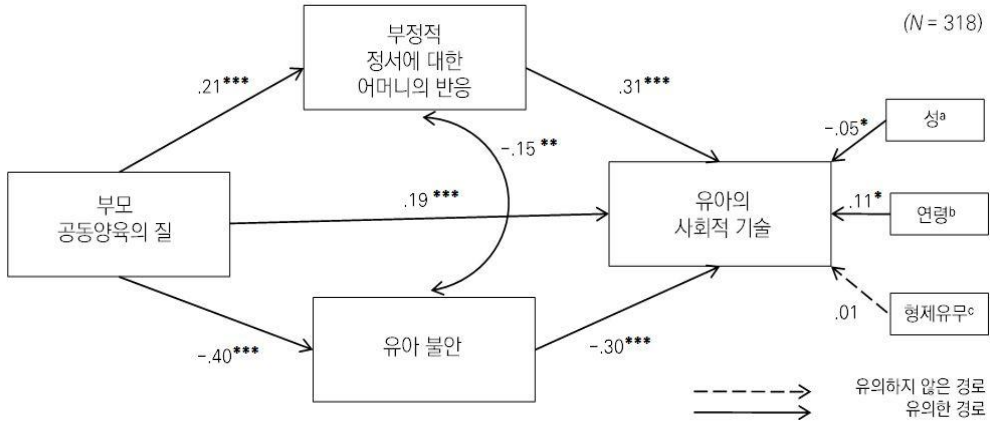 (N = 318)
부정적
정서에 대한
어머니의 반응
.21***
.31***
성ᵃ
-.05*
-.15 **
부모
공동양육의 질
.19 ***
유아의
사회적 기술
.11*
연령ᵇ
유아 불안
-.40***
-.30***
.01
형제유무ᶜ
유의하지 않은 경로
유의한 경로